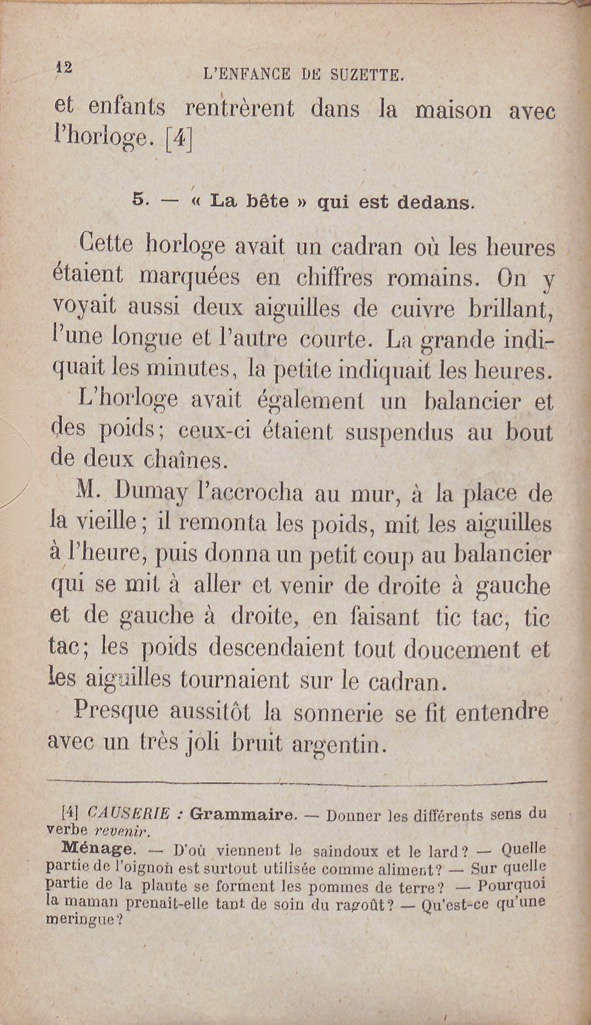 12
L'ENFANCE DE SUZETTE.
et enfants rentrèrent dans la maison avec
l'horloge. [4]
5. — « La bête » qui est dedans.
Cette horloge avait un cadran où les heures
étaient marquées en chiffres romains. On y
voyait aussi deux aiguilles de cuivre brillant,
l'une longue et l'autre courte. La grande indi-
quait les minutes, la petite indiquait les heures.
L'horloge avait également un balancier et
des poids; ceux-ci étaient suspendus au bout
de deux chaînes.
M. Dumay l'accrocha au mur, à la place de
la vieille; il remonta les poids, mit les aiguilles
à l'heure, puis donna un petit coup au balancier
qui se mit à aller et venir de droite à gauche
et de gauche à droite, en faisant tic tac, tic
tac; les poids descendaient tout doucement et
les aiguilles tournaient sur le cadran.
Presque aussitôt la sonnerie se fit entendre
avec un très joli bruit argentin.
[4] CAUSERIE : Grammaire. — Donner les différents sens du
verbe revenir.
Ménage. — D'où viennent le saindoux et le lard? — Quelle
partie de l'oignon est surtout utilisée comme aliment? — Sur quelle
partie de la plante se forment les pommes de terre? — Pourquoi
la maman prenait-elle tant de soin du ragoût? — Qu'est-ce qu'une
meringue?